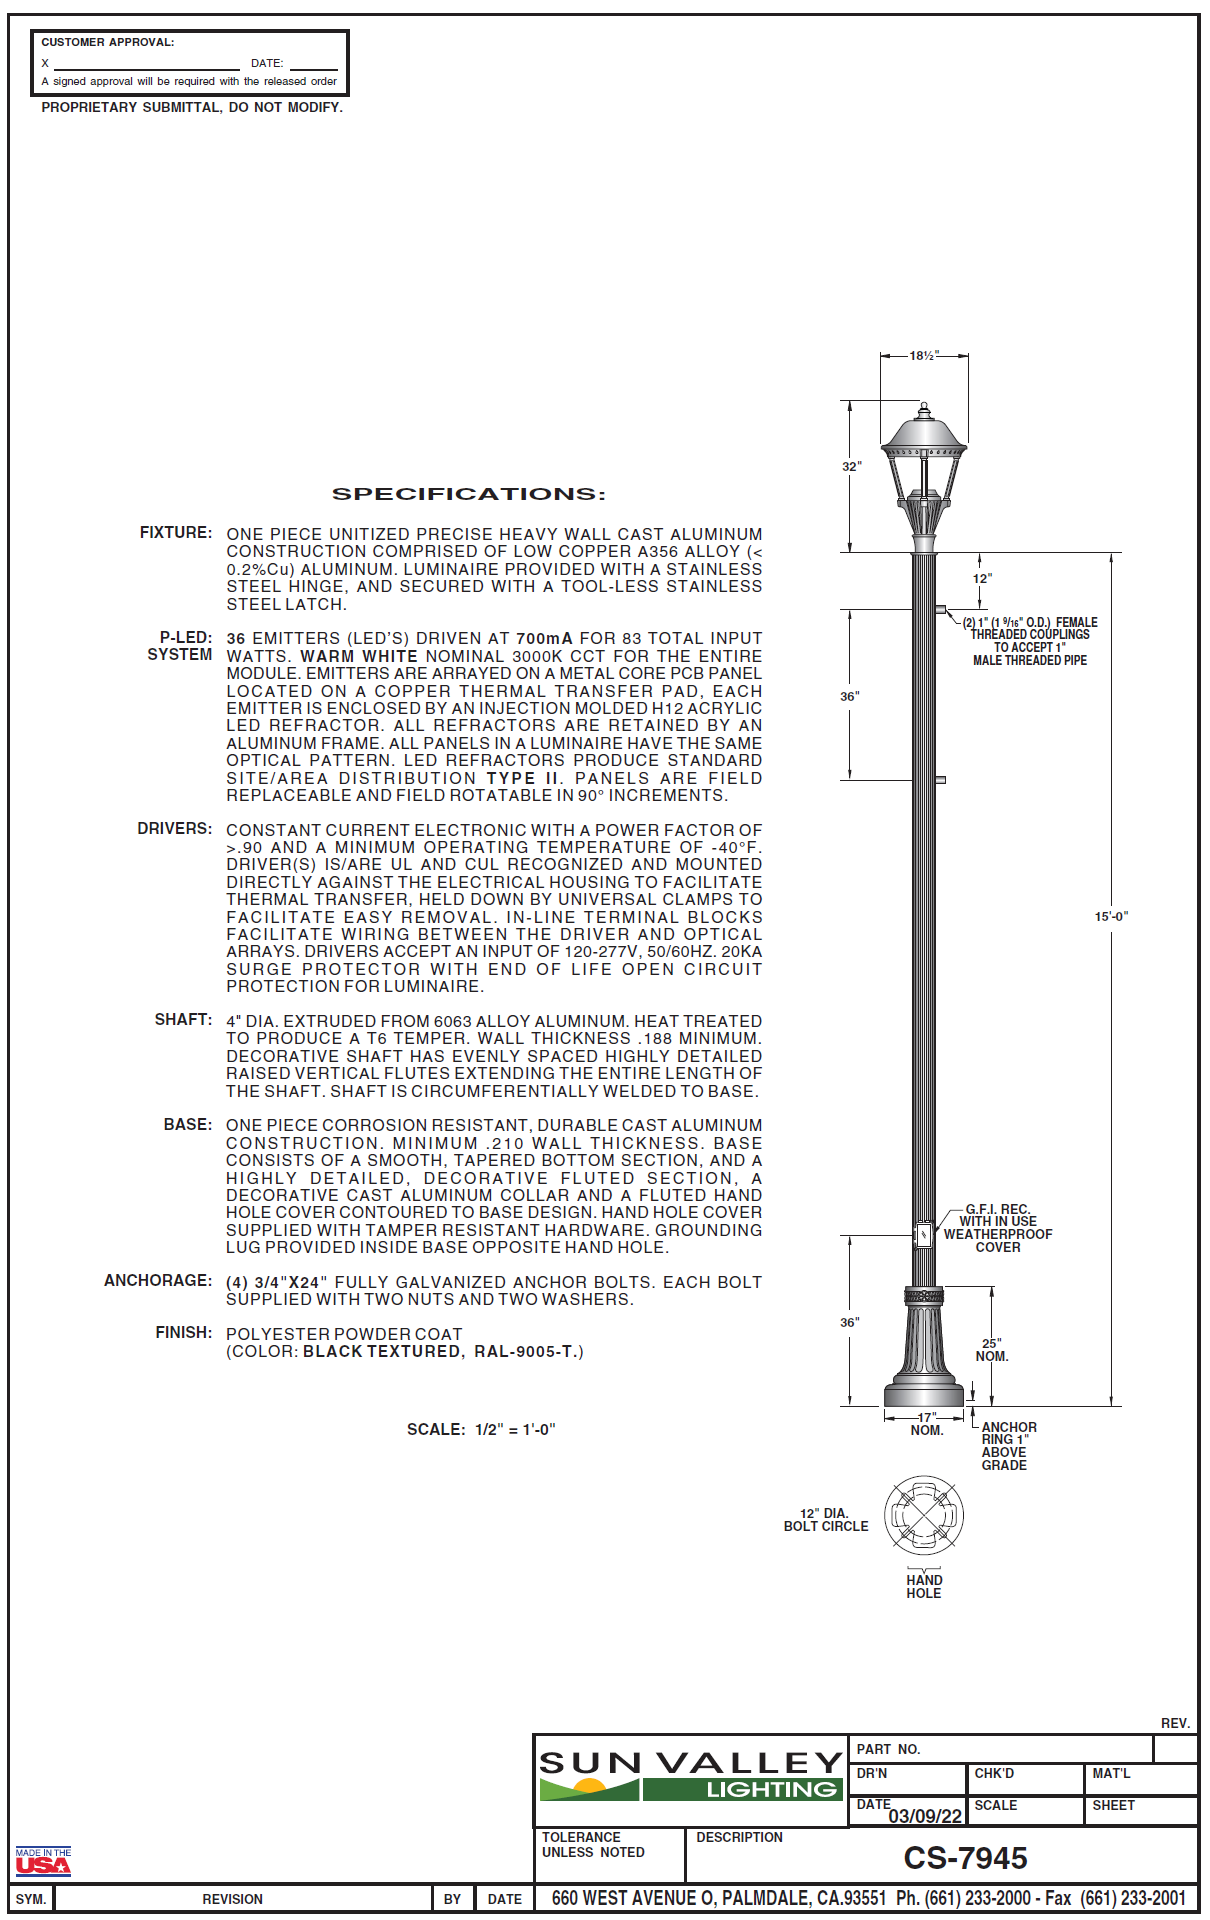 CUSTOMER APPROVAL:
X DATE:
A signed approval will be required with the released order
PROPRIETARY SUBMITTAL, DO NOT MODIFY.
SPECIFICATIONS:
FIXTURE: ONE PIECE UNITIZED PRECISE HEAVY WALL CAST ALUMINUM
CONSTRUCTION COMPRISED OF LOW COPPER A356 ALLOY (<
0.2%Cu) ALUMINUM. LUMINAIRE PROVIDED WITH A STAINLESS
STEEL HINGE, AND SECURED WITH A TOOL-LESS STAINLESS
STEEL LATCH.
P-LED: 36 EMITTERS (LED'S) DRIVEN AT 700mA FOR 83 TOTAL INPUT
SYSTEM WATTS. WARM WHITE NOMINAL 3000K CCT FOR THE ENTIRE
MODULE. EMITTERS ARE ARRAYED ON A METAL CORE PCB PANEL
LOCATED ON A COPPER THERMAL TRANSFER PAD, EACH
EMITTER IS ENCLOSED BY AN INJECTION MOLDED H12 ACRYLIC
LED REFRACTOR. ALL REFRACTORS ARE RETAINED BY AN
ALUMINUM FRAME. ALL PANELS IN A LUMINAIRE HAVE THE SAME
OPTICAL PATTERN. LED REFRACTORS PRODUCE STANDARD
SITE/AREA DISTRIBUTION TYPE II. PANELS ARE FIELD
REPLACEABLE AND FIELD ROTATABLE IN 90° INCREMENTS.
DRIVERS: CONSTANT CURRENT ELECTRONIC WITH A POWER FACTOR OF
>.90 AND A MINIMUM OPERATING TEMPERATURE OF -40°F.
DRIVER(S) IS/ARE UL AND CUL RECOGNIZED AND MOUNTED
DIRECTLY AGAINST THE ELECTRICAL HOUSING TO FACILITATE
THERMAL TRANSFER, HELD DOWN BY UNIVERSAL CLAMPS TO
FACILITATE EASY REMOVAL. IN-LINE TERMINAL BLOCKS
FACILITATE WIRING BETWEEN THE DRIVER AND OPTICAL
ARRAYS. DRIVERS ACCEPT AN INPUT OF 120-277V, 50/60HZ. 20KA
SURGE PROTECTOR WITH END OF LIFE OPEN CIRCUIT
PROTECTION FOR LUMINAIRE.
SHAFT: 4" DIA. EXTRUDED FROM 6063 ALLOY ALUMINUM. HEAT TREATED
TO PRODUCE A T6 TEMPER. WALL THICKNESS .188 MINIMUM.
DECORATIVE SHAFT HAS EVENLY SPACED HIGHLY DETAILED
RAISED VERTICAL FLUTES EXTENDING THE ENTIRE LENGTH OF
THE SHAFT. SHAFT IS CIRCUMFERENTIALLY WELDED TO BASE.
BASE: ONE PIECE CORROSION RESISTANT, DURABLE CAST ALUMINUM
CONSTRUCTION. MINIMUM .210 WALL THICKNESS. BASE
CONSISTS OF A SMOOTH, TAPERED BOTTOM SECTION, AND A
HIGHLY DETAILED, DECORATIVE FLUTED SECTION, A
DECORATIVE CAST ALUMINUM COLLAR AND A FLUTED HAND
HOLE COVER CONTOURED TO BASE DESIGN. HAND HOLE COVER
SUPPLIED WITH TAMPER RESISTANT HARDWARE. GROUNDING
LUG PROVIDED INSIDE BASE OPPOSITE HAND HOLE.
ANCHORAGE: (4) 3/4"X24" FULLY GALVANIZED ANCHOR BOLTS. EACH BOLT
SUPPLIED WITH TWO NUTS AND TWO WASHERS.
FINISH: POLYESTER POWDER COAT
(COLOR: BLACK TEXTURED, RAL-9005-T.)
SCALE: 1/2" = 1'-0"
18½"
32"
12"
(2) 1" (1 9/16" O.D.) FEMALE
THREADED COUPLINGS
TO ACCEPT 1"
MALE THREADED PIPE
36"
15'-0"
G.F.I. REC.
WITH IN USE
WEATHERPROOF
COVER
36"
25"
NOM.
17"
NOM.
ANCHOR
RING 1"
ABOVE
GRADE
12" DIA.
BOLT CIRCLE
HAND
HOLE
REV.
SUN VALLEY
LIGHTING
PART NO.
DR'N CHK'D MAT'L
DATE 03/09/22 SCALE SHEET
TOLERANCE
UNLESS NOTED
DESCRIPTION
CS-7945
MADE IN THE
USA
SYM. REVISION BY DATE
660 WEST AVENUE O, PALMDALE, CA.93551 Ph. (661) 233-2000 - Fax (661) 233-2001